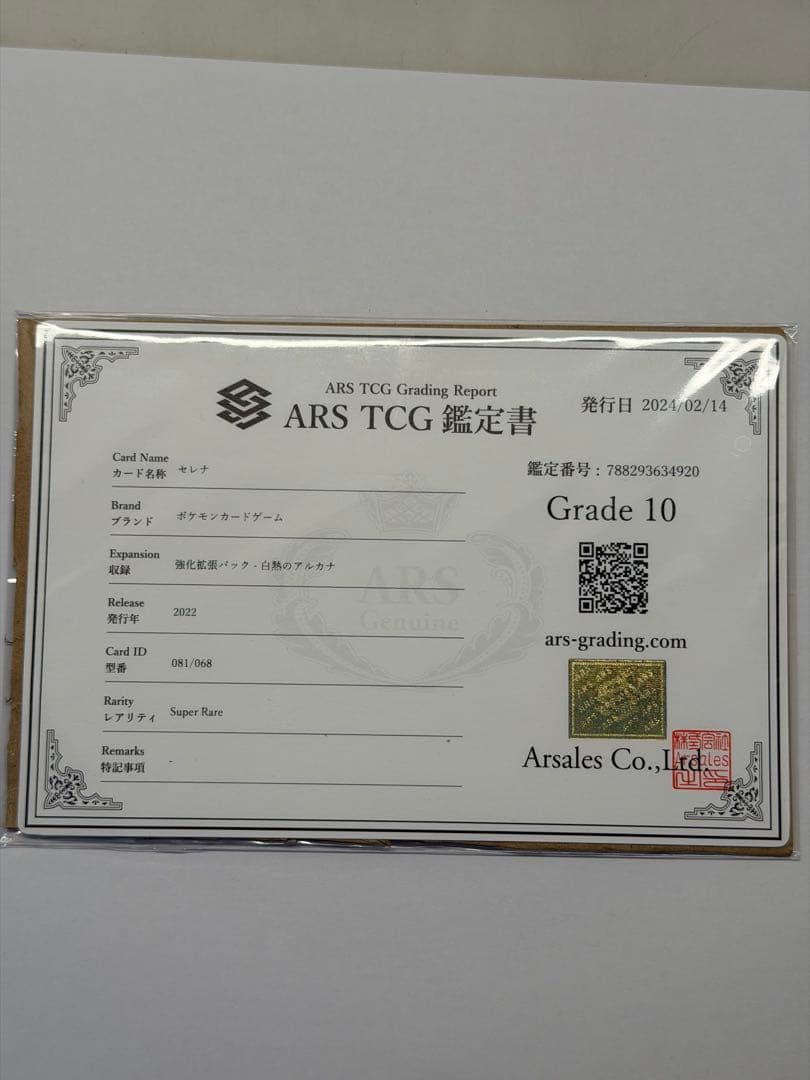 ARS TCG Grading Report
ARS TCG 鑑定書
発行日 2024/02/14
Card Name
カード名称 セレナ
Brand
ブランド ポケモンカードゲーム
Expansion
収録 強化拡張パック - 白熱のアルカナ
Release
発行年 2022
Card ID
型番 081/068
Rarity
レアリティ Super Rare
Remarks
特記事項 -
ARS
Genuine
鑑定番号 : 788293634920
Grade 10
ars-grading.com
Arsales Co.,Ltd.
Arsales